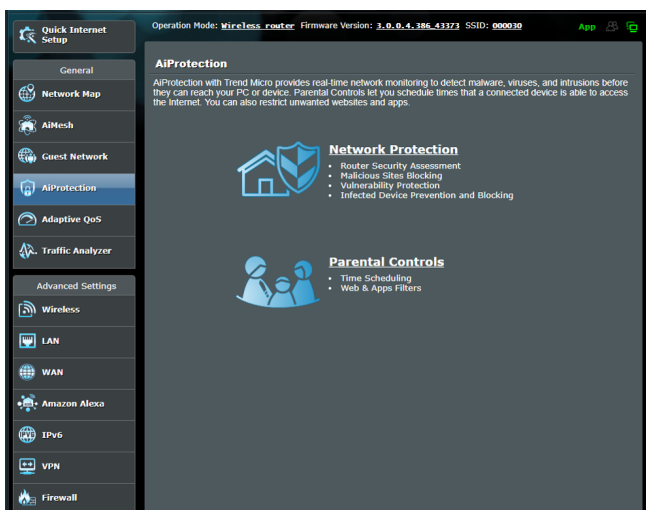 Quick Internet
Setup
Operation Mode: Wireless router Firmware Version: 3.0.0.4.386_43373 SSID: 000030
App
General
Network Map
AiMesh
Guest Network
AiProtection
Adaptive QoS
Traffic Analyzer
Advanced Settings
Wireless
LAN
WAN
Amazon Alexa
IPv6
VPN
Firewall
AiProtection
AiProtection with Trend Micro provides real-time network monitoring to detect malware, viruses, and intrusions before
they can reach your PC or device. Parental Controls let you schedule times that a connected device is able to access
the Internet. You can also restrict unwanted websites and apps.
Network Protection
• Router Security Assessment
• Malicious Sites Blocking
• Vulnerability Protection
• Infected Device Prevention and Blocking
Parental Controls
• Time Scheduling
• Web & Apps Filters